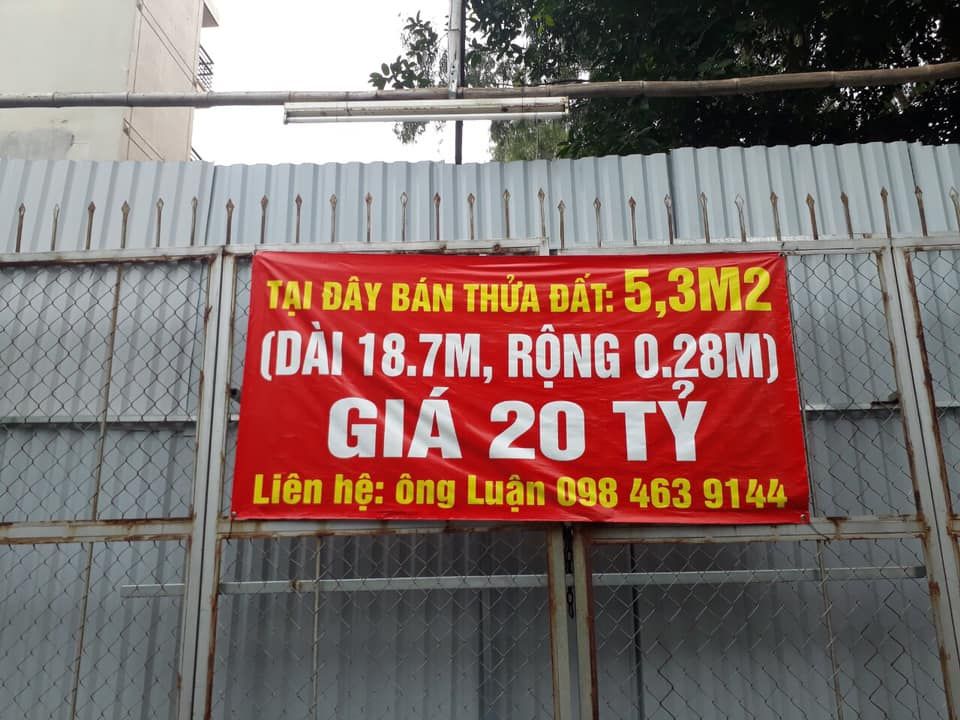 TẠI ĐÂY BÁN THỬA ĐẤT: 5,3M2
(DÀI 18.7M, RỘNG 0.28M)
GIÁ 20 TỶ
Liên hệ: ông Luận 098 463 9144